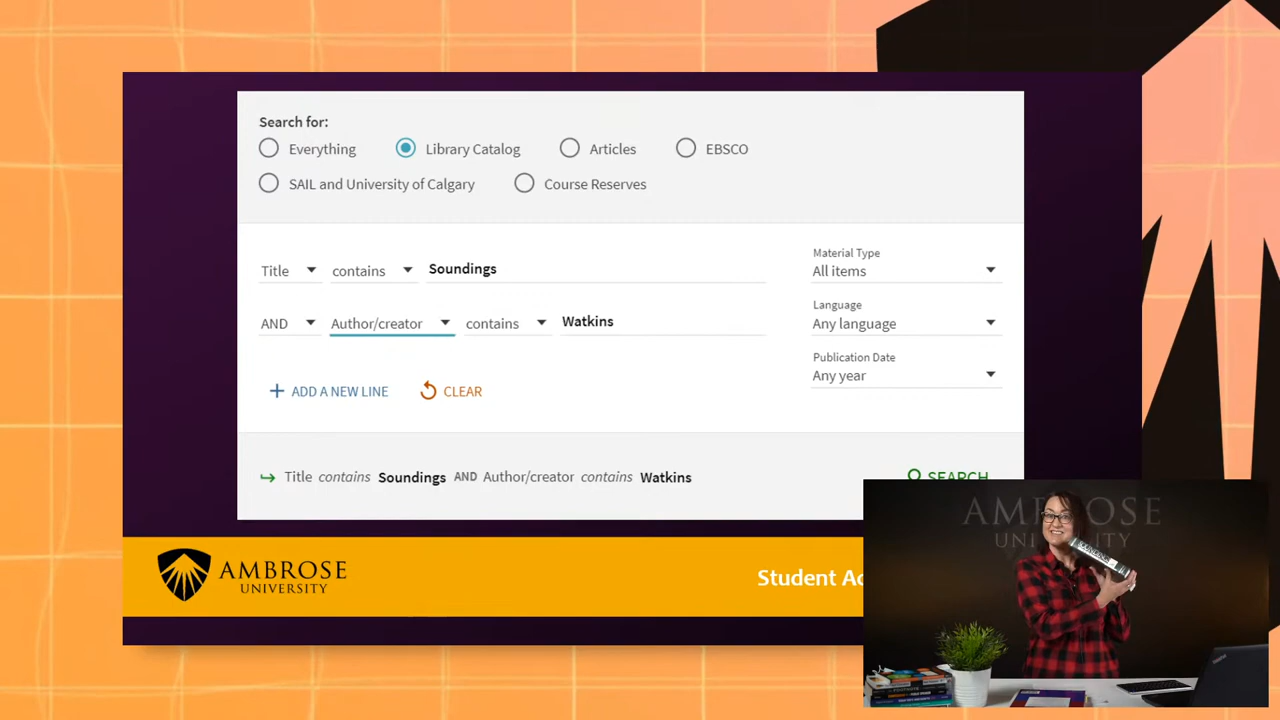 Search for:
Everything
Library Catalog
Articles
EBSCO
SAIL and University of Calgary
Course Reserves
Title contains Soundings
AND Author/creator contains Watkins
Material Type
All items
Language
Any language
Publication Date
Any year
+ ADD A NEW LINE
CLEAR
Title contains Soundings AND Author/creator contains Watkins
SEARCH
AMBROSE
UNIVERSITY
Student Ac
AMBROSE
UNIVERSITY